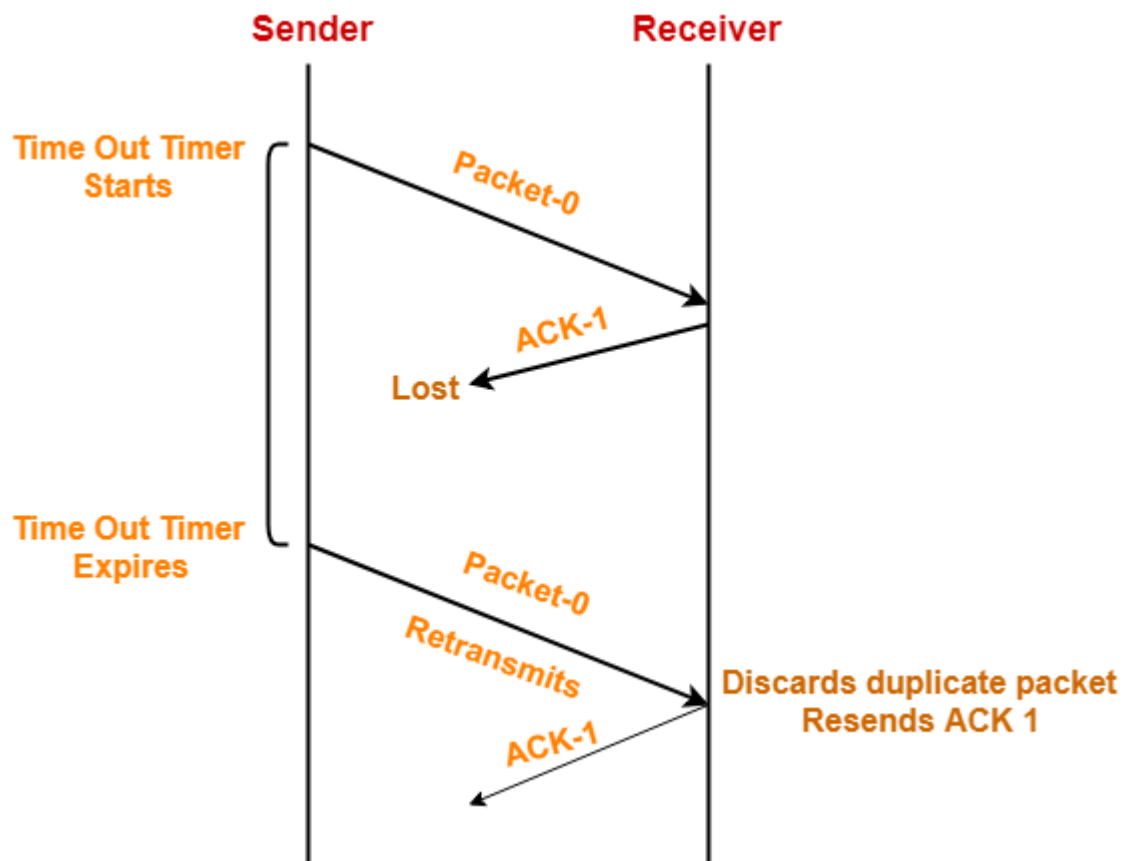 Sender
Receiver
Time Out Timer
Starts
Packet-0
ACK-1
Lost
Time Out Timer
Expires
Packet-0
Retransmits
Discards duplicate packet
Resends ACK 1
ACK-1